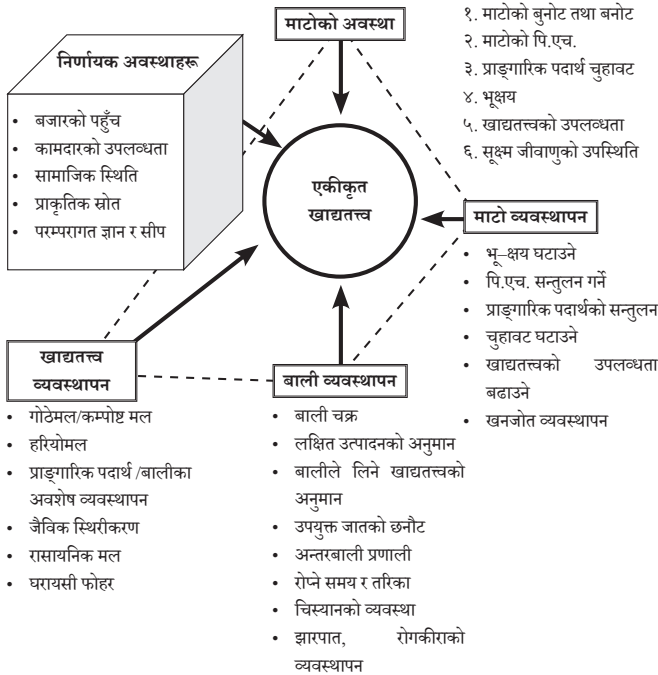 माटोको अवस्था
१. माटोको बुनोट तथा बनोट
२. माटोको पि.एच.
३. प्राङ्गारिक पदार्थ चुहावट
४. भूक्षय
५. खाद्यतत्त्वको उपलव्धता
६. सूक्ष्म जीवाणुको उपस्थिति
निर्णायक अवस्थाहरू
• बजारको पहुँच
• कामदारको उपलव्धता
• सामाजिक स्थिति
• प्राकृतिक स्रोत
• परम्परागत ज्ञान र सीप
एकीकृत
खाद्यतत्त्व
माटो व्यवस्थापन
• भू–क्षय घटाउने
• पि.एच. सन्तुलन गर्ने
• प्राङ्गारिक पदार्थको सन्तुलन
• चुहावट घटाउने
• खाद्यतत्त्वको उपलव्धता
बढाउने
• खनजोत व्यवस्थापन
खाद्यतत्त्व
व्यवस्थापन
• गोठेमल/कम्पोष्ट मल
• हरियोमल
• प्राङ्गारिक पदार्थ /बालीका
अवशेष व्यवस्थापन
• जैविक स्थिरीकरण
• रासायनिक मल
• घरायसी फोहर
बाली व्यवस्थापन
• बाली चक्र
• लक्षित उत्पादनको अनुमान
• बालीले लिने खाद्यतत्त्वको
अनुमान
• उपयुक्त जातको छनौट
• अन्तरबाली प्रणाली
• रोप्ने समय र तरिका
• चिस्यानको व्यवस्था
• झारपात, रोगकीराको
व्यवस्थापन